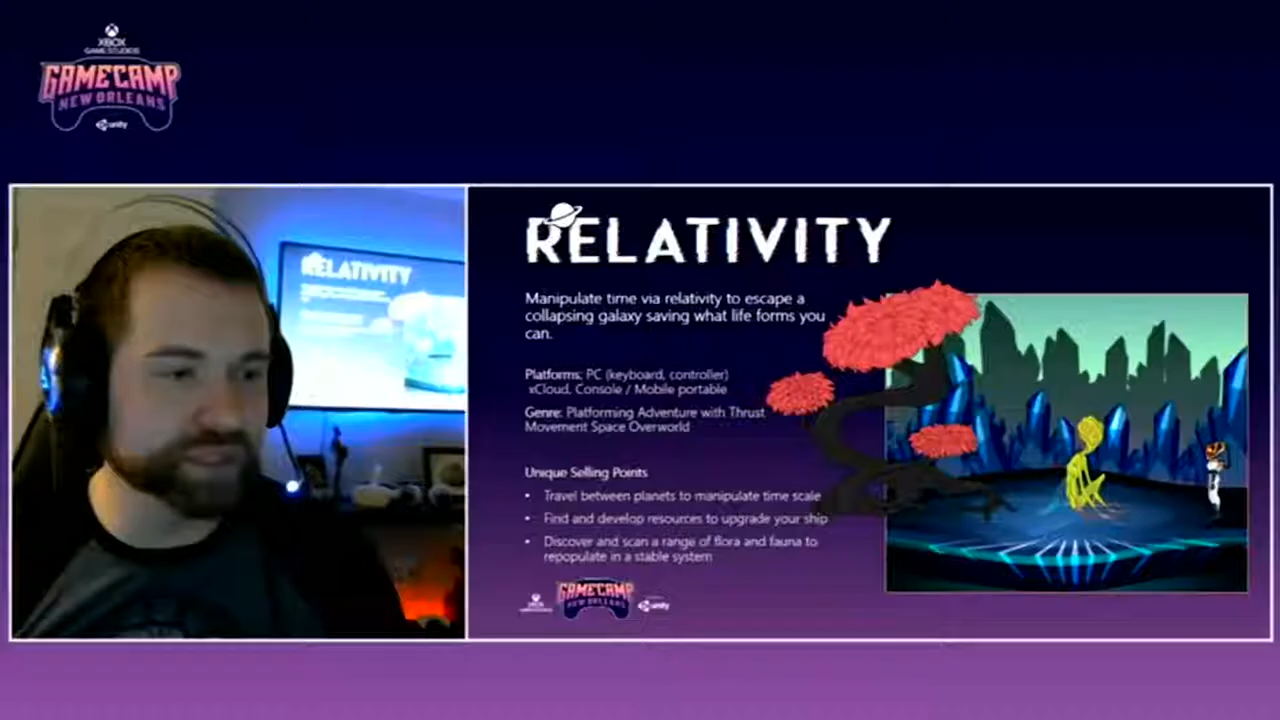 XBOX
GAME STUDIOS
GAMECAMP
NEW ORLEANS
unity
RELATIVITY
RELATIVITY
Manipulate time via relativity to escape a
collapsing galaxy saving what life forms you
can.
Platforms: PC (keyboard, controller)
xCloud, Console / Mobile portable
Genre: Platforming Adventure with Thrust
Movement Space Overworld
Unique Selling Points
• Travel between planets to manipulate time scale
• Find and develop resources to upgrade your ship
• Discover and scan a range of flora and fauna to
repopulate in a stable system
GAMECAMP
NEW ORLEANS
unity